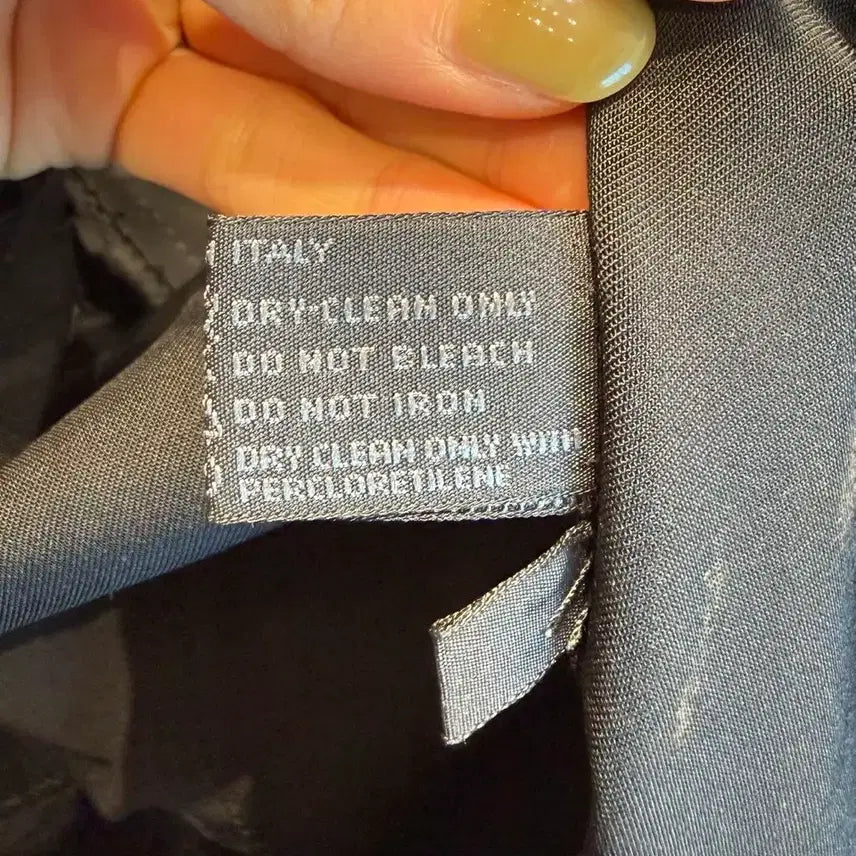 ITALY
DRY-CLEAN ONLY
DO NOT BLEACH
DO NOT IRON
DRY CLEAN ONLY WITH
PERCLORETILENE